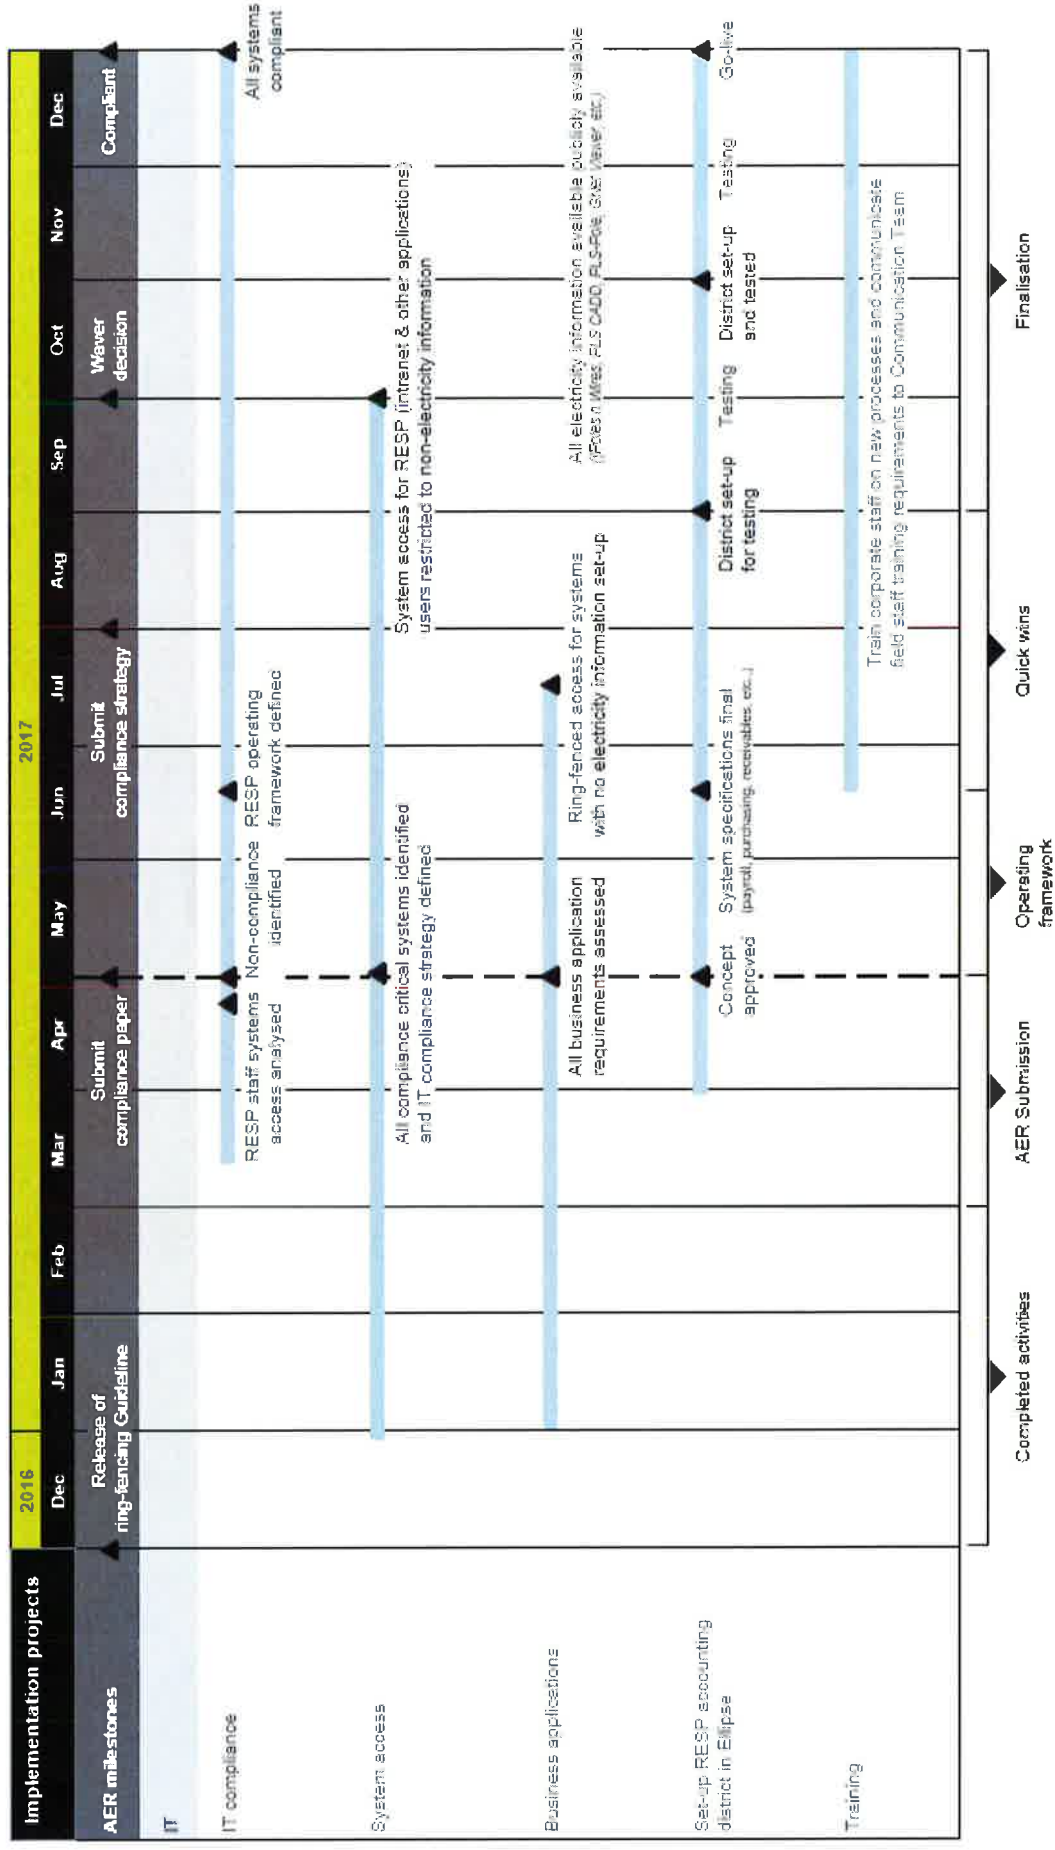 Implementation projects
2016
2017
Dec
Jan
Feb
Mar
Apr
May
Jun
Jul
Aug
Sep
Oct
Nov
Dec
AER milestones
Release of
ring-fencing Guideline
Submit
compliance paper
Submit
compliance strategy
Waver
decision
Compliant
IT
IT compliance
RESP staff systems
access analysed
Non-compliance
identified
RESP operating
framework defined
All systems
compliant
System access
All compliance critical systems identified
and IT compliance strategy defined
System access for RESP (intranet & other applications)
users restricted to non-electricity information
Business applications
All business application
requirements assessed
Ring-fenced access for systems
with no electricity information set-up
All electricity information available publicly available
(Poles n Wires, PLS CADD, PLS-Pole, Viewer, etc.)
Set-up RESP accounting
district in Ellipse
Concept
approved
System specifications final
(payroll, purchasing, receivables, etc..)
District set-up
for testing
Testing
District set-up
and tested
Testing
Go-live
Training
Train corporate staff on new processes and communicate
field staff training requirements to Communication Team
Completed activities
AER Submission
Operating
framework
Quick wins
Finalisation